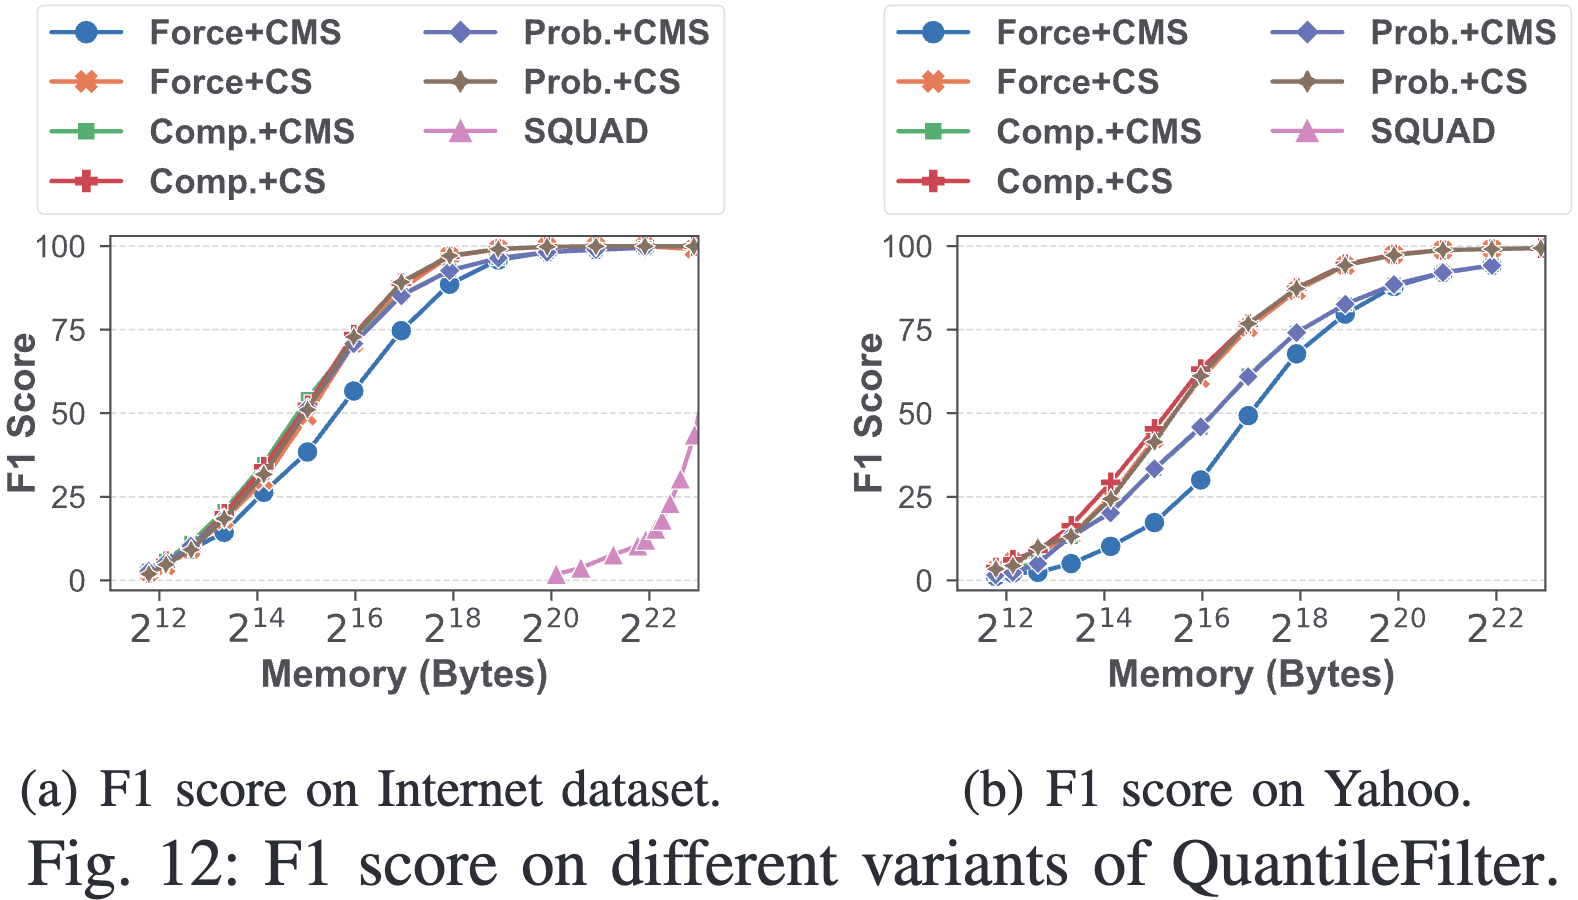 Force+CMS Prob.+CMS
Force+CS Prob.+CS
Comp.+CMS SQUAD
Comp.+CS
100
75
50
25
0
F1 Score
2^12 2^14 2^16 2^18 2^20 2^22
Memory (Bytes)
(a) F1 score on Internet dataset.
Force+CMS Prob.+CMS
Force+CS Prob.+CS
Comp.+CMS SQUAD
Comp.+CS
100
75
50
25
0
F1 Score
2^12 2^14 2^16 2^18 2^20 2^22
Memory (Bytes)
(b) F1 score on Yahoo.
Fig. 12: F1 score on different variants of QuantileFilter.